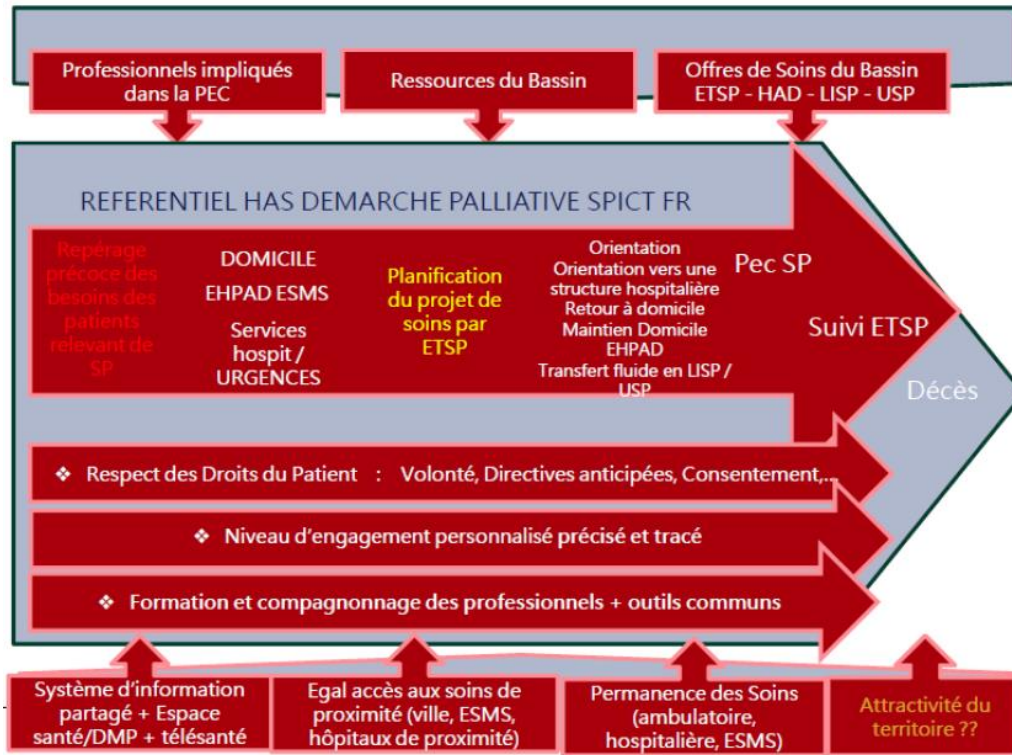 Professionnels impliqués
dans la PEC
Ressources du Bassin
Offres de Soins du Bassin
ETSP - HAD - LISP - USP
REFERENTIEL HAS DEMARCHE PALLIATIVE SPICT FR
Repérage
précoce des
besoins des
patients
relevant de
SP
DOMICILE
EHPAD ESMS
Services
hospit /
URGENCES
Planification
du projet de
soins par
ETSP
Orientation
Orientation vers une
structure hospitalière
Retour à domicile
Maintien Domicile
EHPAD
Transfert fluide en LISP /
USP
Pec SP
Suivi ETSP
Décès
❖ Respect des Droits du Patient : Volonté, Directives anticipées, Consentement,...
❖ Niveau d'engagement personnalisé précisé et tracé
❖ Formation et compagnonnage des professionnels + outils communs
Système d'information
partagé + Espace
santé/DMP + télésanté
Egal accès aux soins de
proximité (ville, ESMS,
hôpitaux de proximité)
Permanence des Soins
(ambulatoire,
hospitalière, ESMS)
Attractivité du
territoire ??